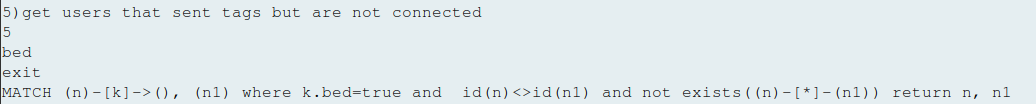 5)get users that sent tags but are not connected
5
bed
exit
MATCH (n)-[k]->(), (n1) where k.bed=true and  id(n)<>id(n1) and not exists((n)-[*]-(n1)) return n, n1